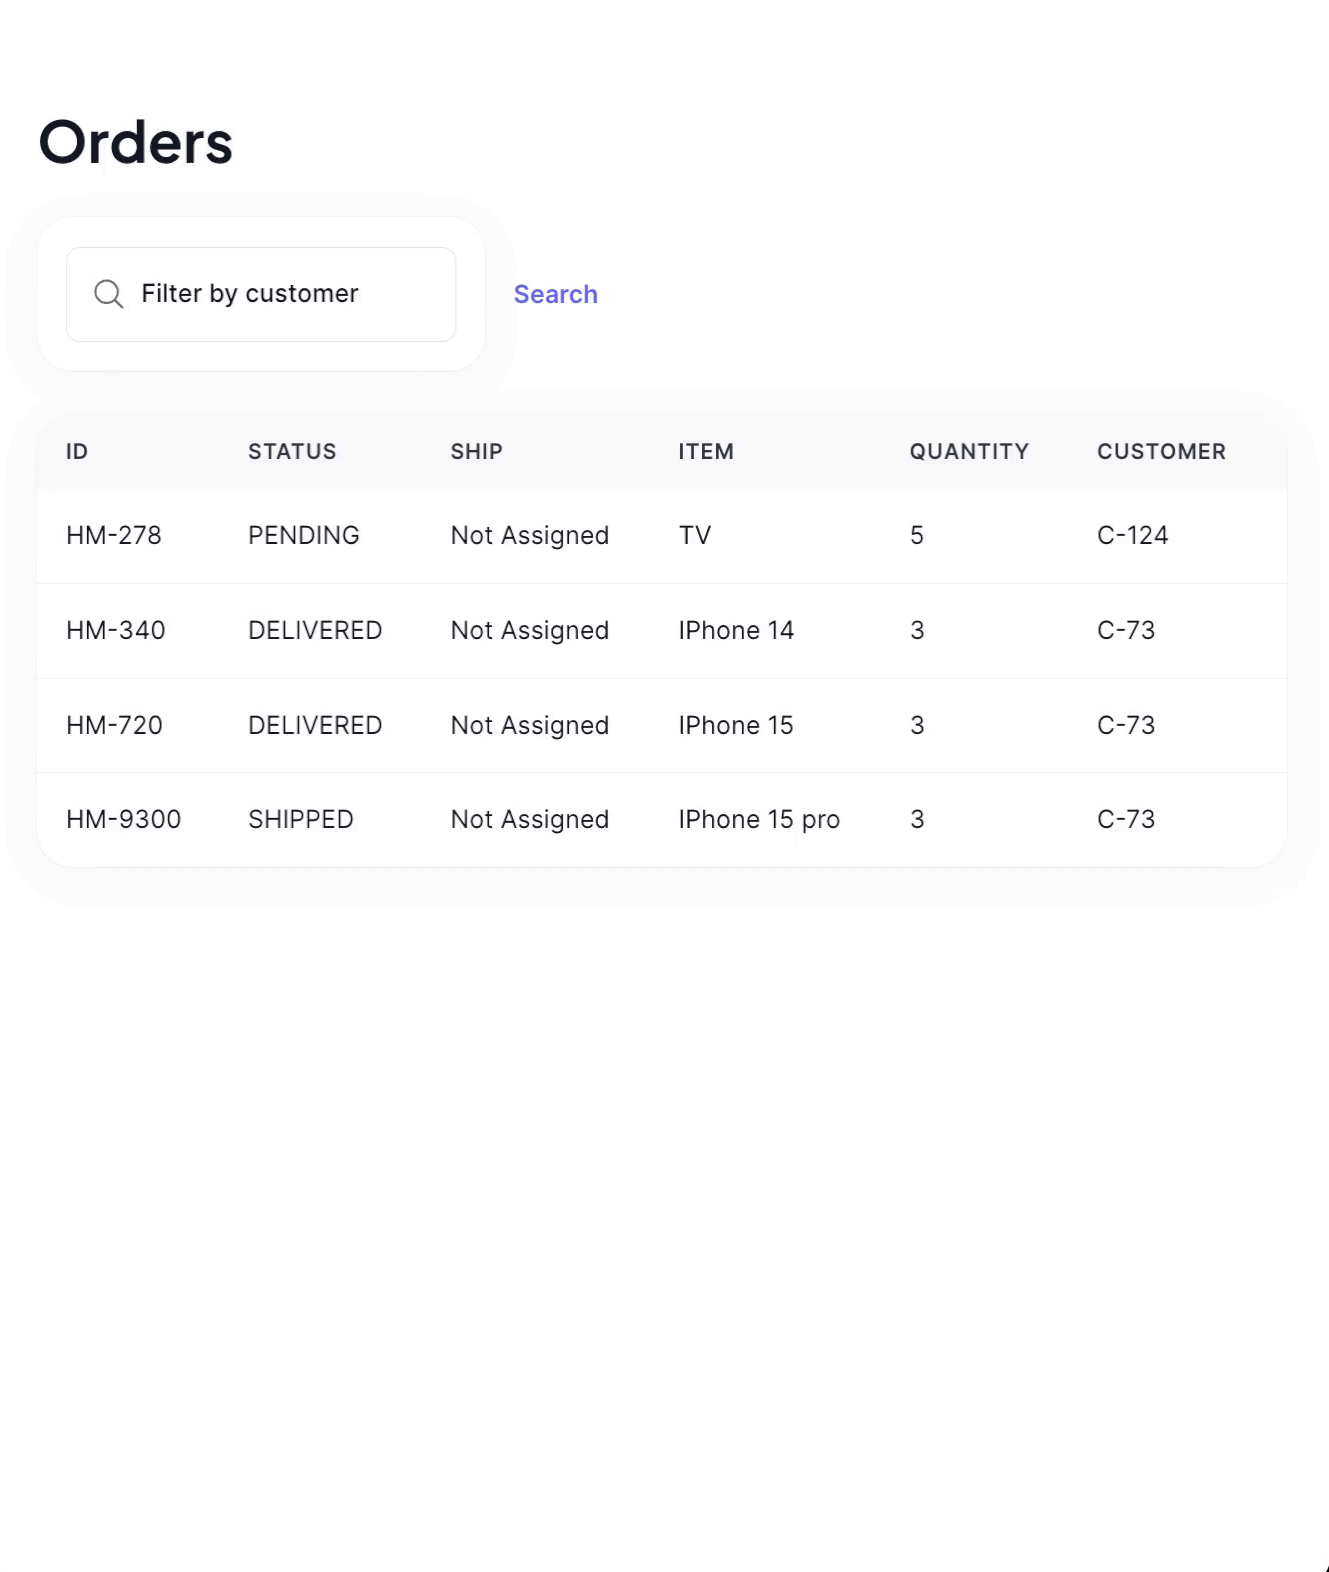 Orders
Filter by customer
Search
ID STATUS SHIP ITEM QUANTITY CUSTOMER
HM-278 PENDING Not Assigned TV 5 C-124
HM-340 DELIVERED Not Assigned IPhone 14 3 C-73
HM-720 DELIVERED Not Assigned IPhone 15 3 C-73
HM-9300 SHIPPED Not Assigned IPhone 15 pro 3 C-73